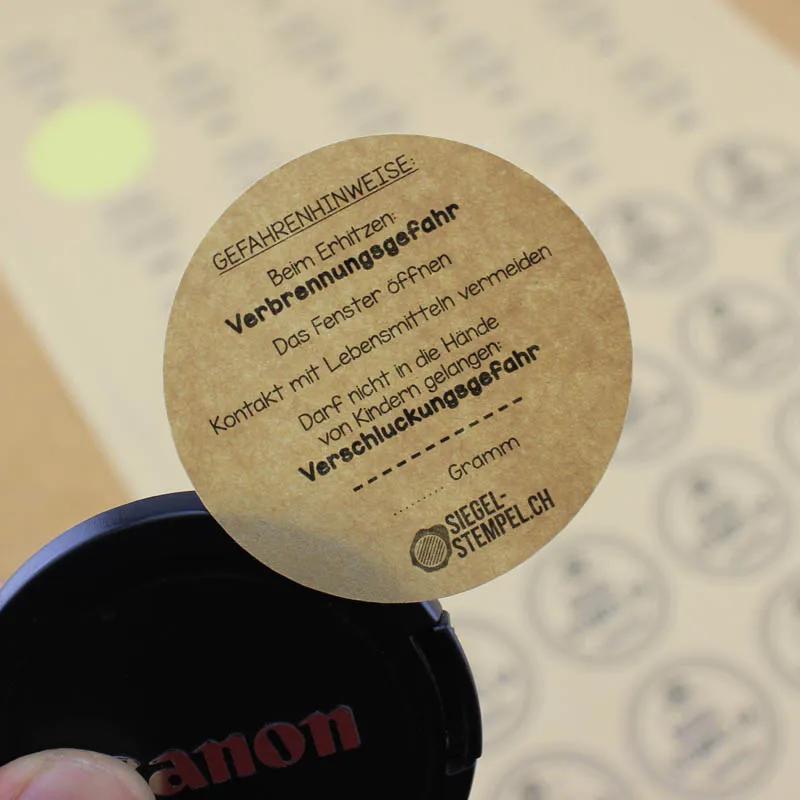 GEFAHRENHINWEISE:
Beim Erhitzen:
Verbrennungsgefahr
Das Fenster öffnen
Kontakt mit Lebensmitteln vermeiden
Darf nicht in die Hände
von Kindern gelangen:
Verschluckungsgefahr
.......... Gramm
SIEGEL-
STEMPEL.CH
anon